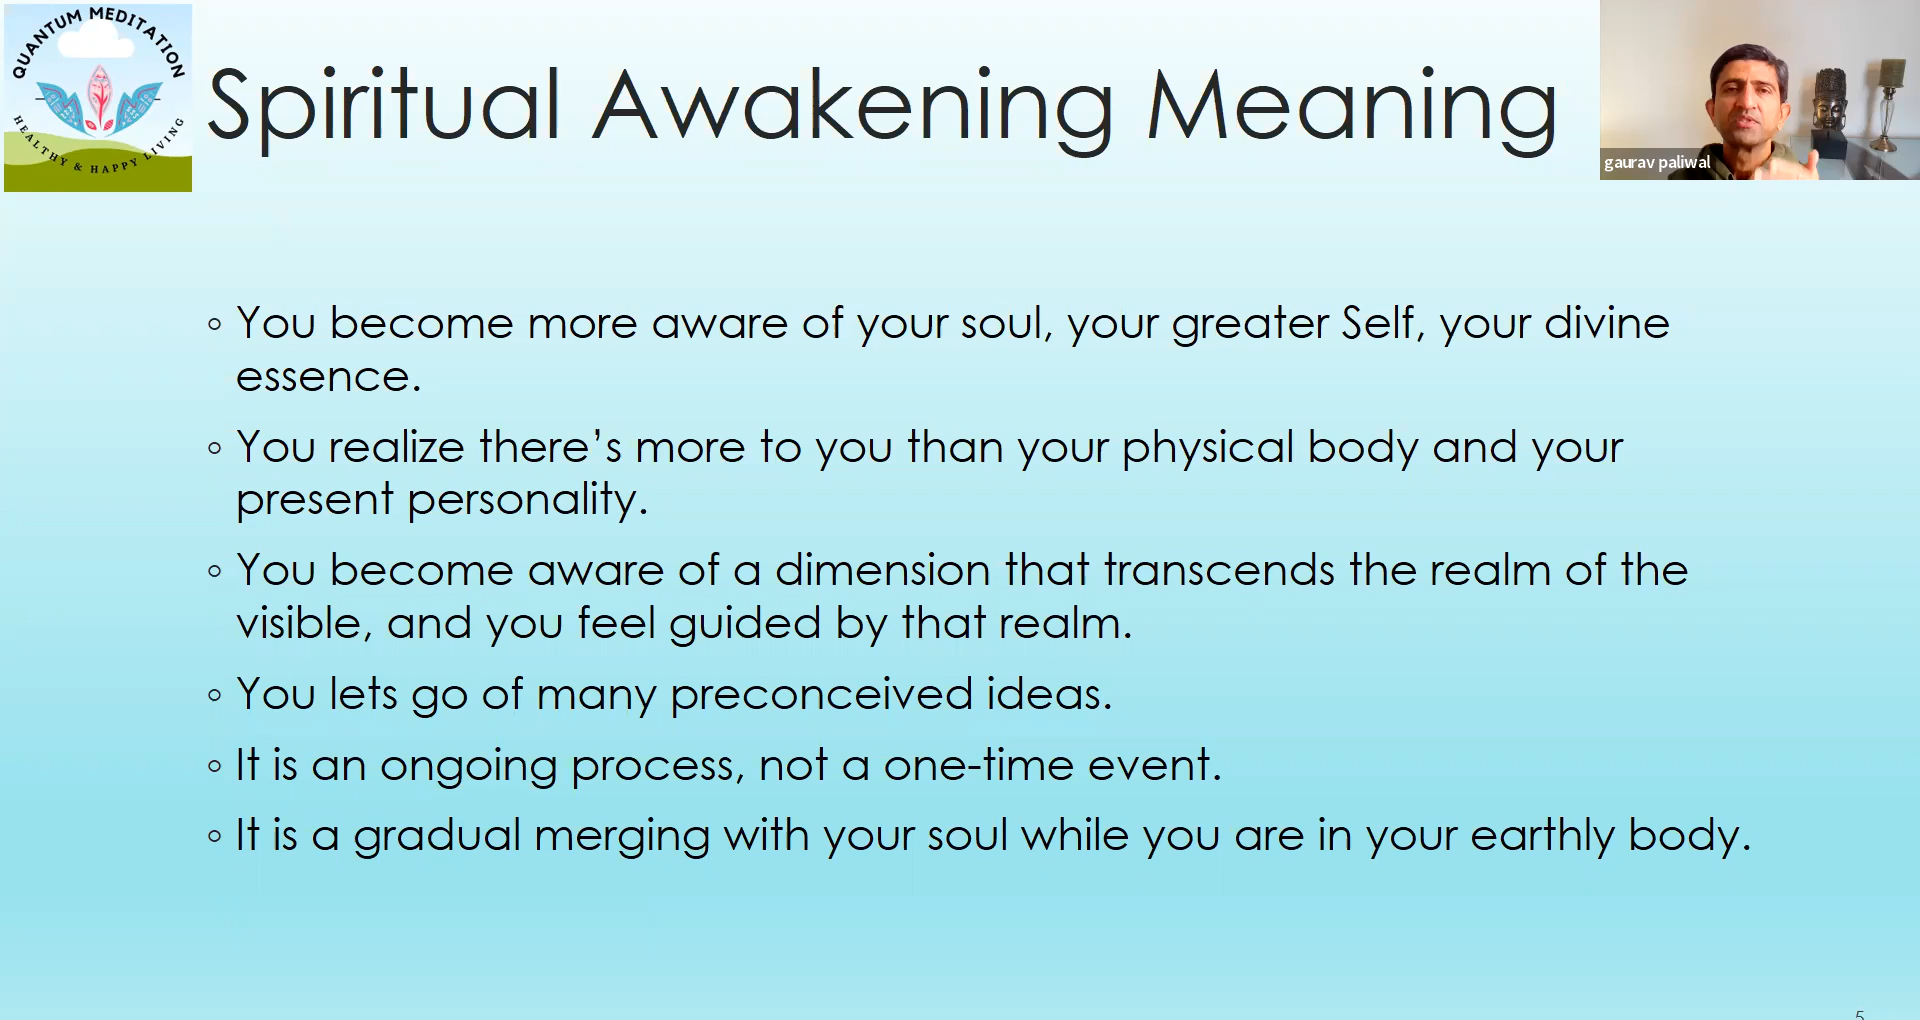 QUANTUM MEDITATION
HEALTHY & HAPPY LIVING
Spiritual Awakening Meaning
gaurav paliwal
◦ You become more aware of your soul, your greater Self, your divine
essence.
◦ You realize there’s more to you than your physical body and your
present personality.
◦ You become aware of a dimension that transcends the realm of the
visible, and you feel guided by that realm.
◦ You lets go of many preconceived ideas.
◦ It is an ongoing process, not a one-time event.
◦ It is a gradual merging with your soul while you are in your earthly body.
5